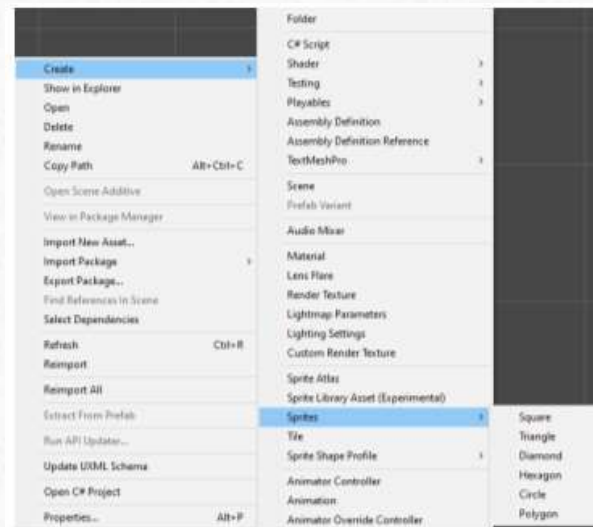 Create
Show in Explorer
Open
Delete
Rename
Copy Path Alt+Ctrl+C
Open Scene Additive
View in Package Manager
Import New Asset...
Import Package
Export Package...
Find References In Scene
Select Dependencies
Refresh Ctrl+R
Reimport
Reimport All
Extract From Prefab
Run API Updater...
Update UXML Schema
Open C# Project
Properties... Alt+P
Folder
C# Script
Shader
Testing
Playables
Assembly Definition
Assembly Definition Reference
TextMeshPro
Scene
Prefab Variant
Audio Mixer
Material
Lens Flare
Render Texture
Lightmap Parameters
Lighting Settings
Custom Render Texture
Sprite Atlas
Sprite Library Asset (Experimental)
Sprites
Tile
Sprite Shape Profile
Animator Controller
Animation
Animator Override Controller
Square
Triangle
Diamond
Hexagon
Circle
Polygon